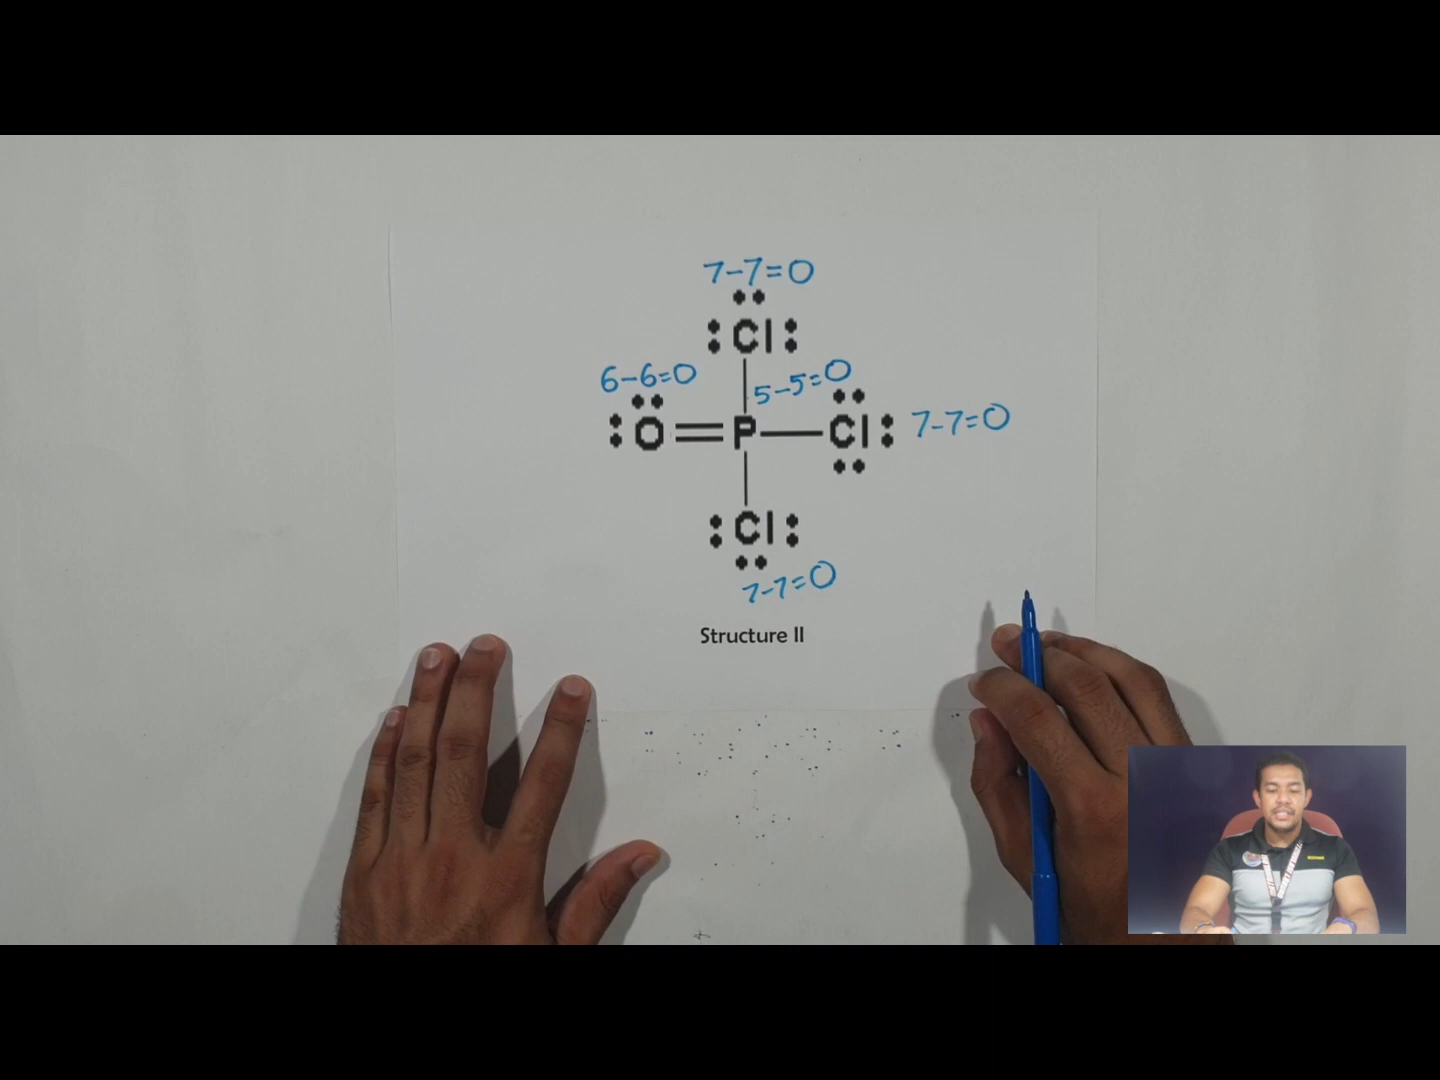 7-7=0
Cl
6-6=0
5-5=0
O=P—Cl
7-7=0
Cl
7-7=0
Structure II